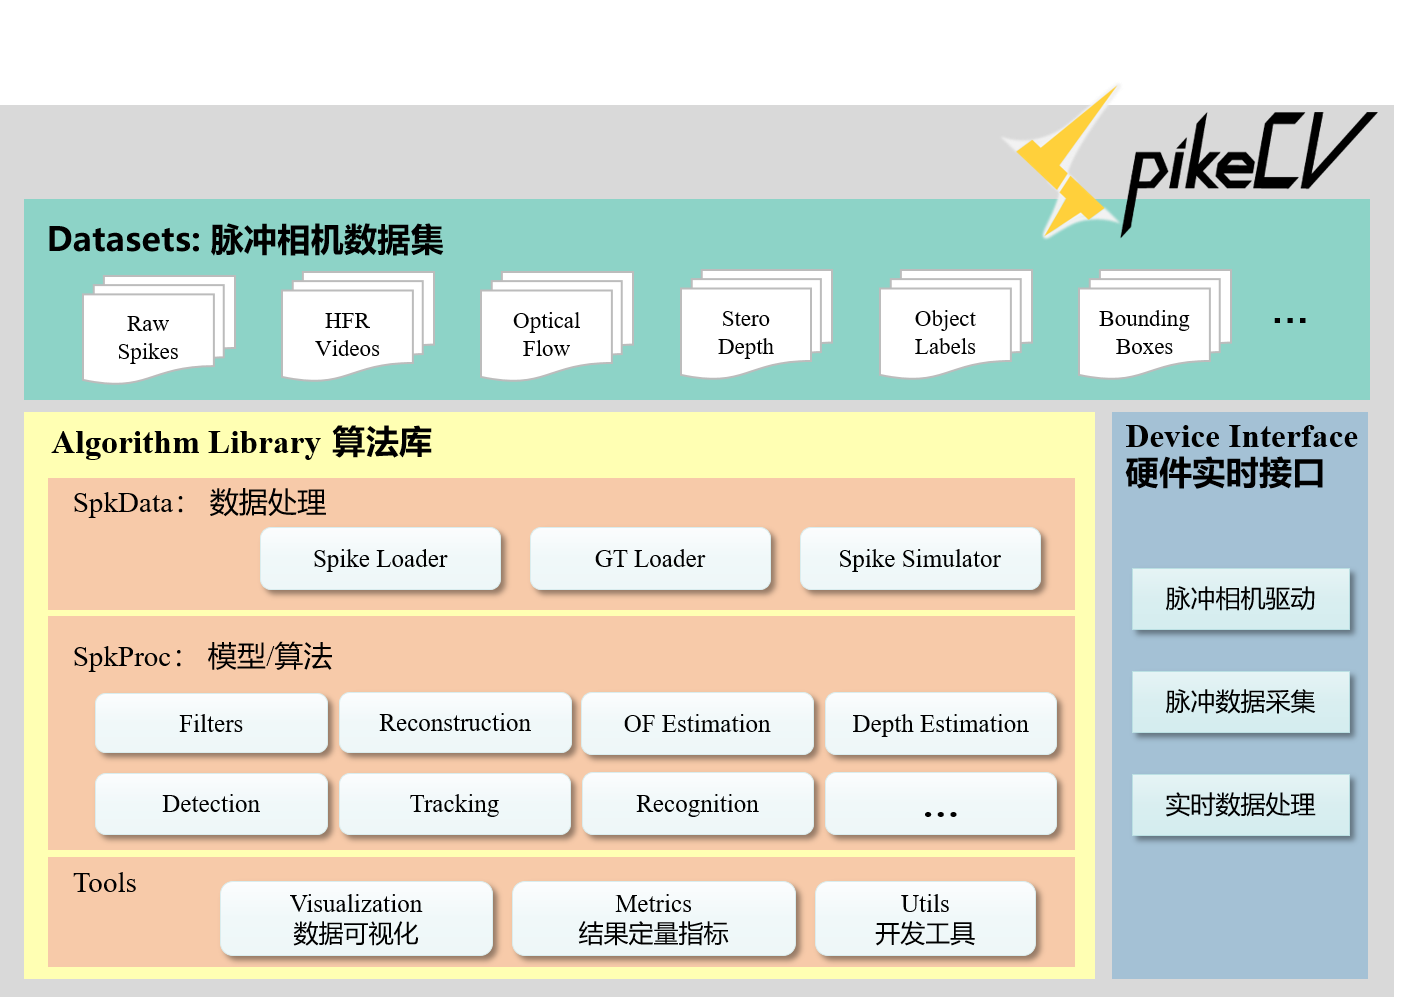 SpikeCV
Datasets: 脉冲相机数据集
Raw
Spikes
HFR
Videos
Optical
Flow
Stero
Depth
Object
Labels
Bounding
Boxes
...
Algorithm Library 算法库
SpkData： 数据处理
Spike Loader
GT Loader
Spike Simulator
SpkProc： 模型/算法
Filters
Reconstruction
OF Estimation
Depth Estimation
Detection
Tracking
Recognition
...
Tools
Visualization
数据可视化
Metrics
结果定量指标
Utils
开发工具
Device Interface
硬件实时接口
脉冲相机驱动
脉冲数据采集
实时数据处理